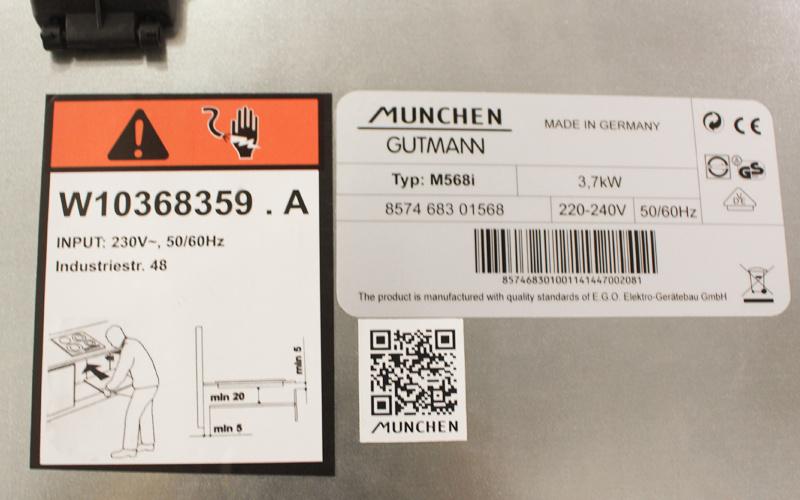 W10368359 . A
INPUT: 230V~, 50/60Hz
Industriestr. 48
min 5
min 20
min 5
MUNCHEN
GUTMANN
MADE IN GERMANY
Typ: M568i
3,7kW
8574 683 01568
220-240V
50/60Hz
857468301001141447002081
The product is manufactured with quality standards of E.G.O. Elektro-Gerätebau GmbH
CE
GS
MUNCHEN